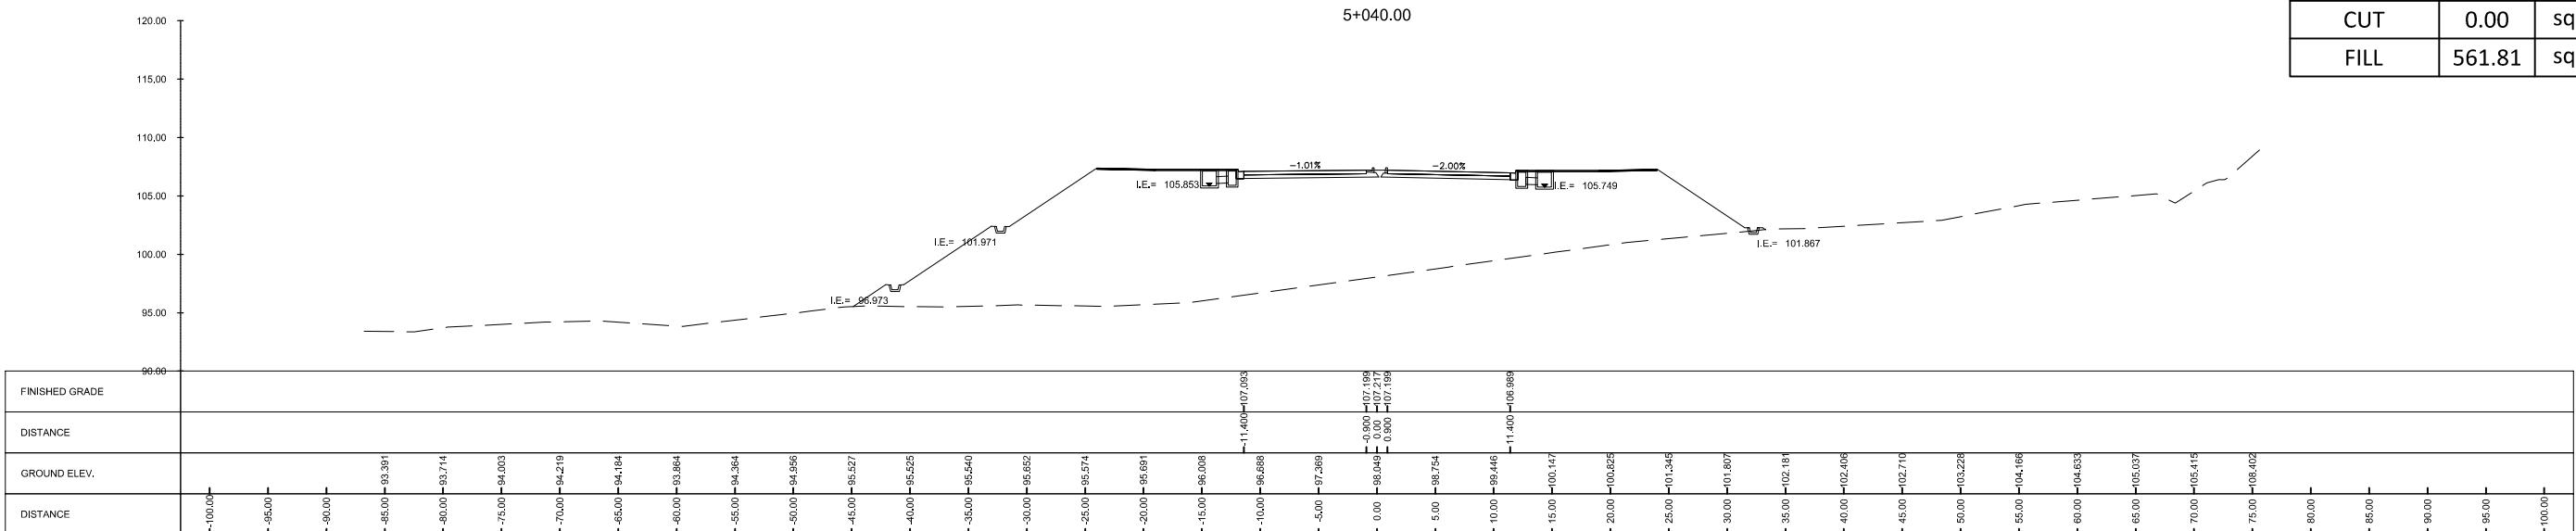 5+040.00
CUT 0.00 sq
FILL 561.81 sq
120.00
115.00
110.00
105.00
100.00
95.00
90.00
-1.01%
-2.00%
I.E.= 105.853
I.E.= 105.749
I.E.= 101.971
I.E.= 101.867
I.E.= 96.973
FINISHED GRADE 107.093 107.199 107.217 107.199 106.989
DISTANCE -11.400 -0.900 0.00 0.900 11.400
GROUND ELEV. 93.391 93.714 94.003 94.219 94.184 93.864 94.364 94.956 95.527 95.525 95.540 95.652 95.574 95.691 96.008 96.688 97.369 98.049 98.754 99.446 100.147 100.825 101.345 101.807 102.181 102.406 102.710 103.228 104.166 104.633 105.037 105.415 108.402
DISTANCE -100.00 -95.00 -90.00 -85.00 -80.00 -75.00 -70.00 -65.00 -60.00 -55.00 -50.00 -45.00 -40.00 -35.00 -30.00 -25.00 -20.00 -15.00 -10.00 -5.00 0.00 5.00 10.00 15.00 20.00 25.00 30.00 35.00 40.00 45.00 50.00 55.00 60.00 65.00 70.00 75.00 80.00 85.00 90.00 95.00 100.00